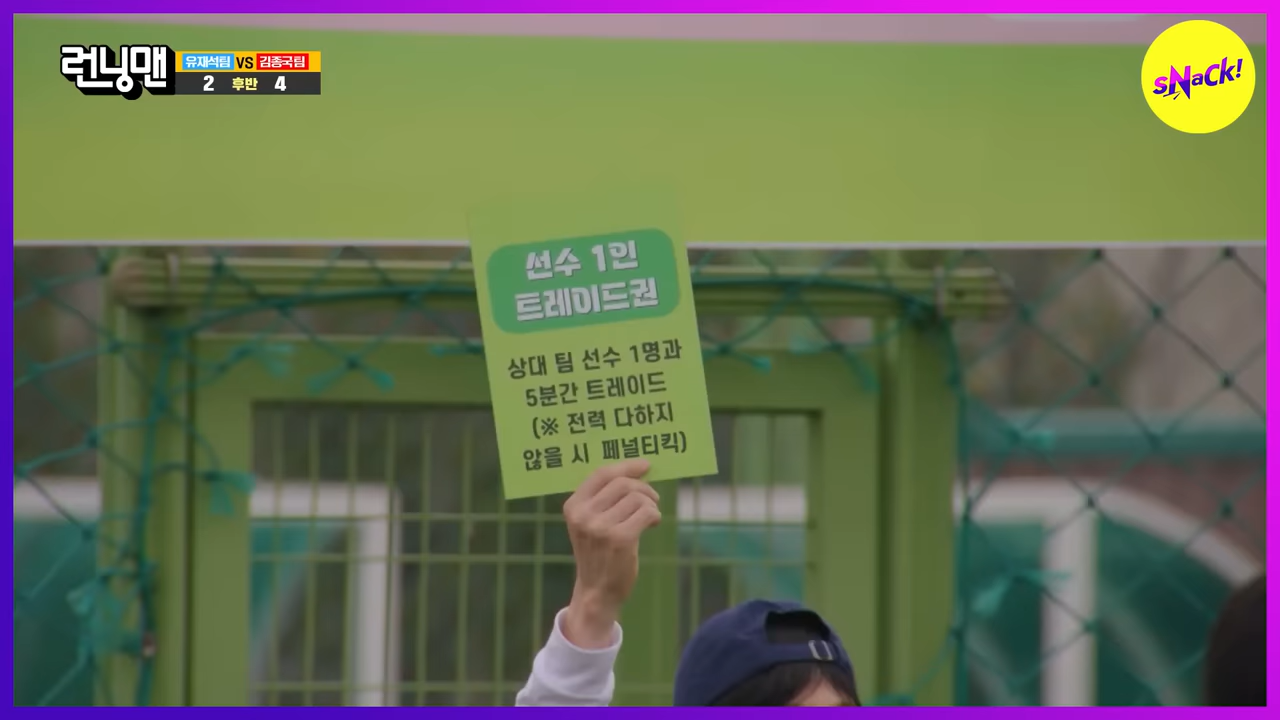 런닝맨
유재석팀 VS 김종국팀
2 후반 4
sNaCk!
선수 1인
트레이드권
상대 팀 선수 1명과
5분간 트레이드
(※ 전력 다하지
않을 시 페널티킥)